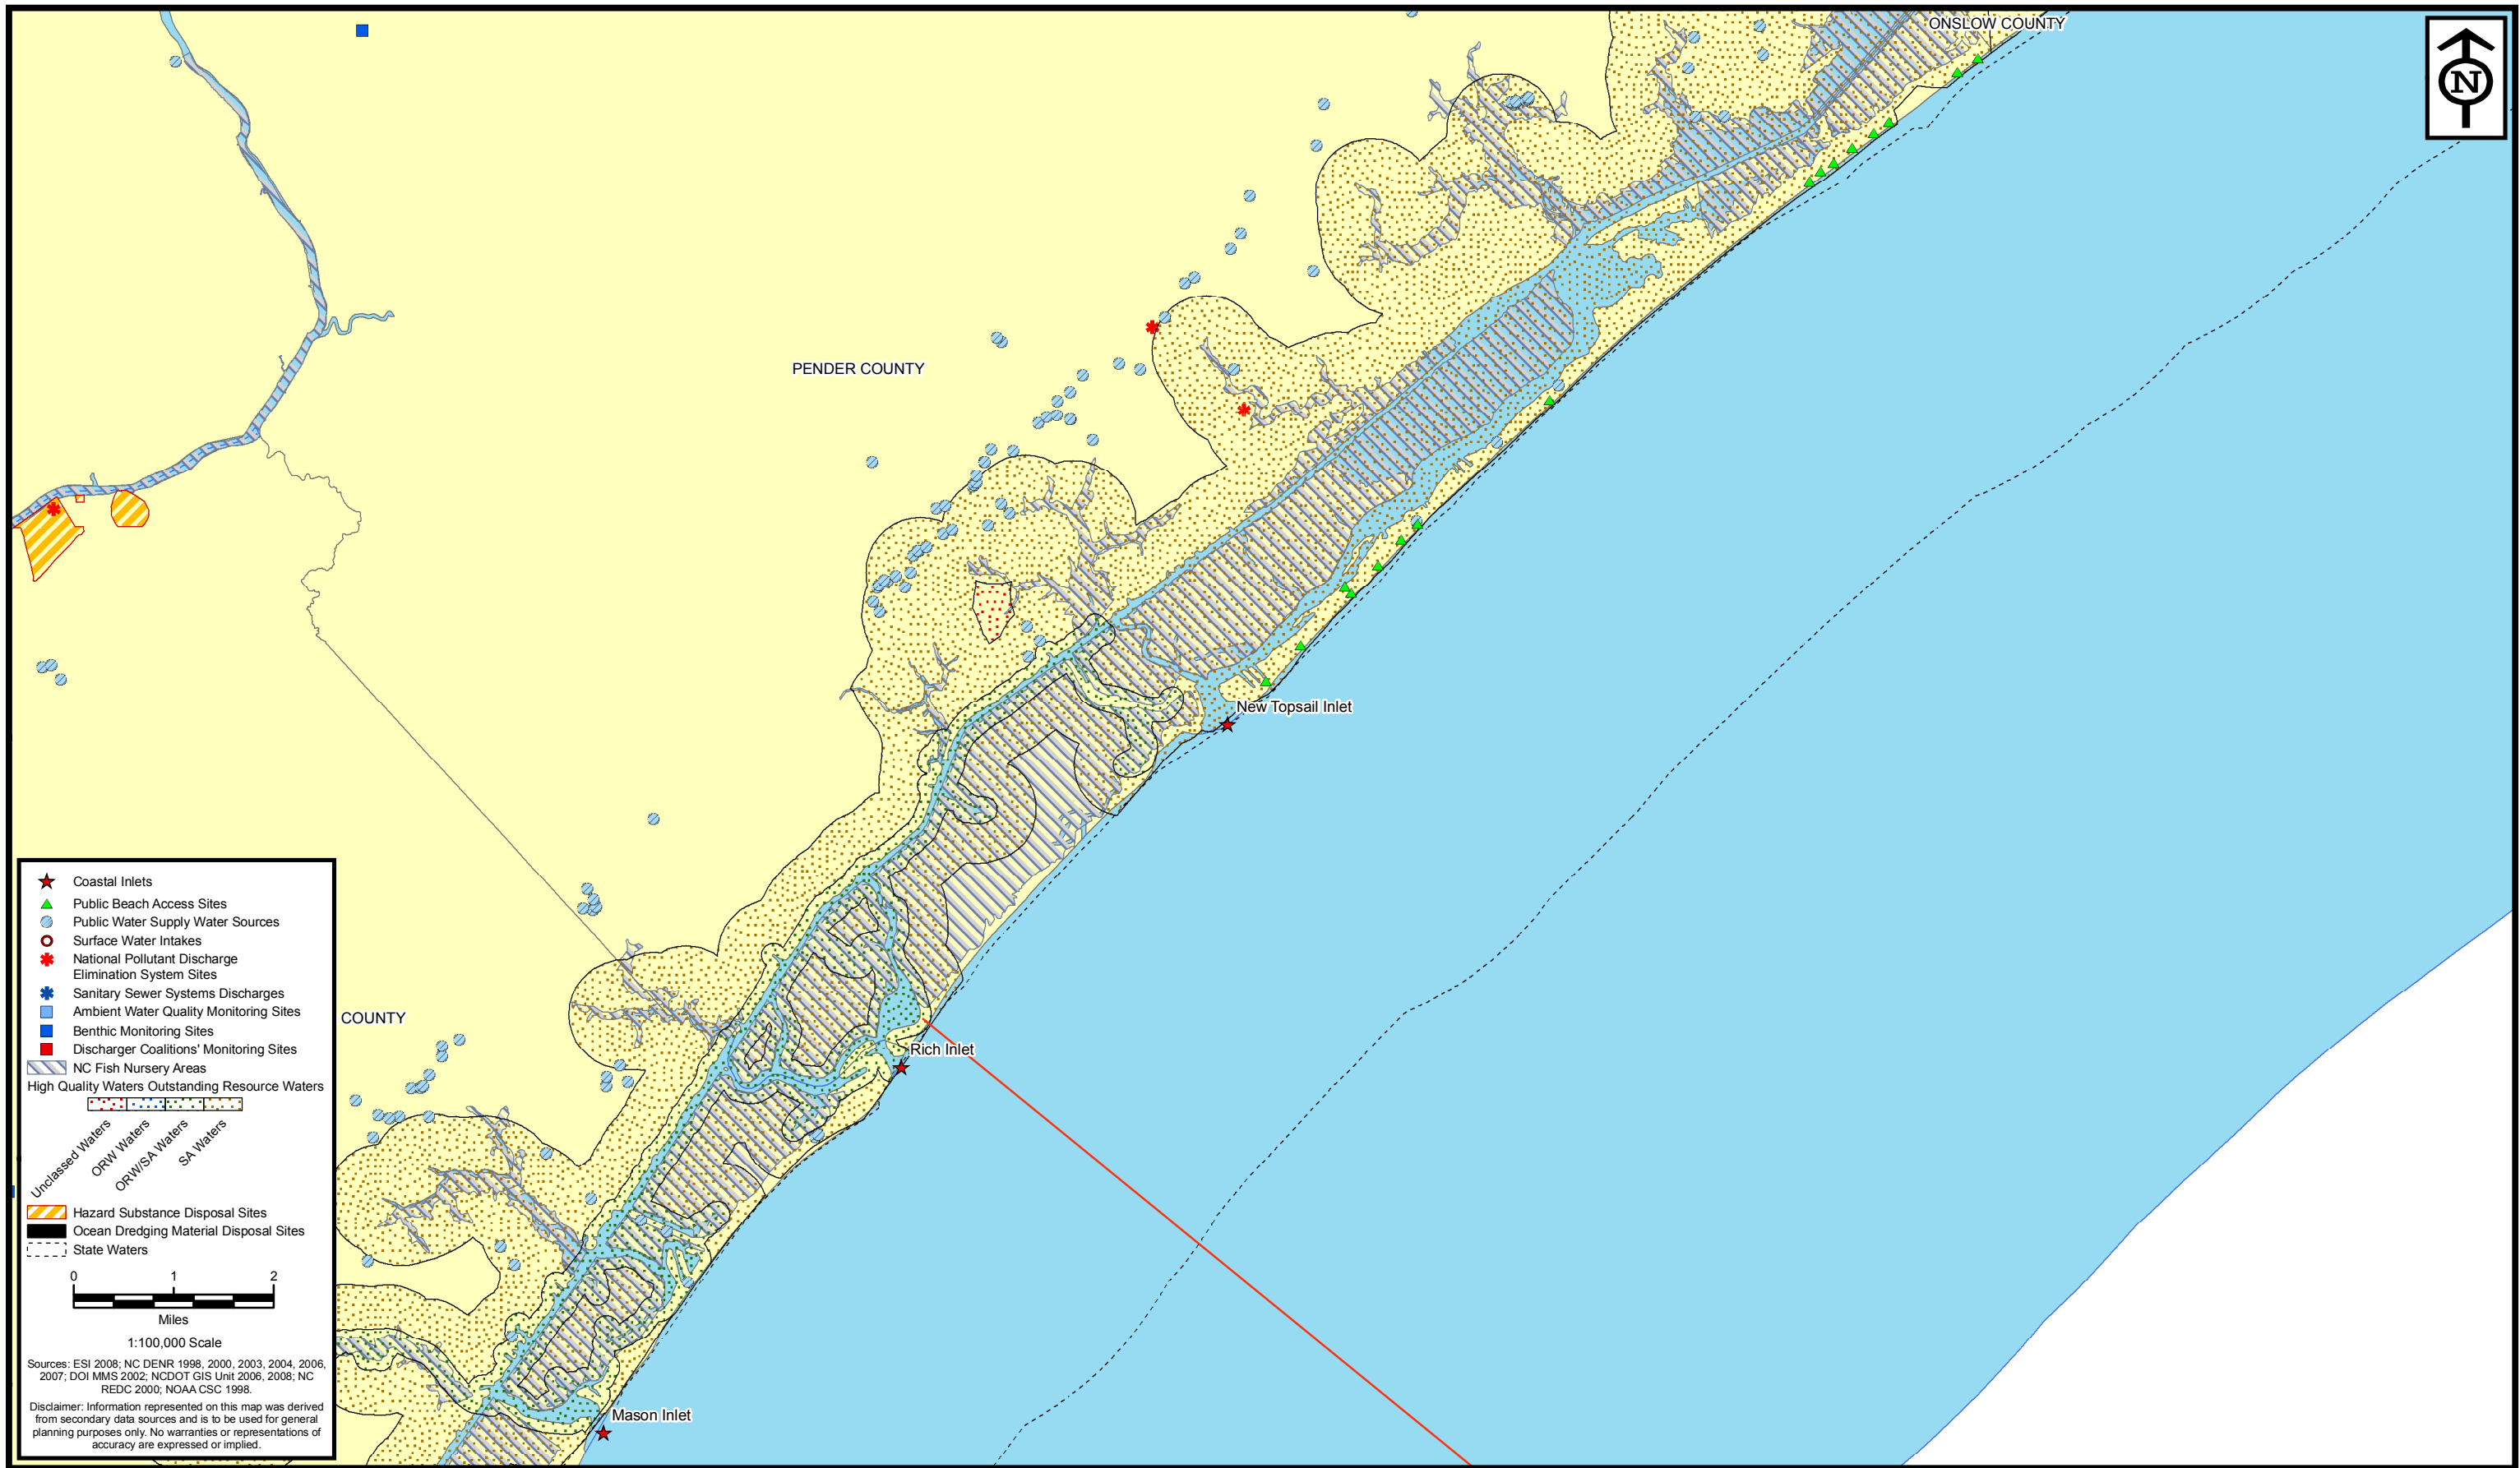 ONSLOW COUNTY
N
PENDER COUNTY
New Topsail Inlet
COUNTY
Rich Inlet
Mason Inlet
Coastal Inlets
Public Beach Access Sites
Public Water Supply Water Sources
Surface Water Intakes
National Pollutant Discharge
Elimination System Sites
Sanitary Sewer Systems Discharges
Ambient Water Quality Monitoring Sites
Benthic Monitoring Sites
Discharger Coalitions' Monitoring Sites
NC Fish Nursery Areas
High Quality Waters Outstanding Resource Waters
Unclassed Waters
ORW Waters
ORW/SA Waters
SA Waters
Hazard Substance Disposal Sites
Ocean Dredging Material Disposal Sites
State Waters
0 1 2
Miles
1:100,000 Scale
Sources: ESI 2008; NC DENR 1998, 2000, 2003, 2004, 2006,
2007; DOI MMS 2002; NCDOT GIS Unit 2006, 2008; NC
REDC 2000; NOAA CSC 1998.
Disclaimer: Information represented on this map was derived
from secondary data sources and is to be used for general
planning purposes only. No warranties or representations of
accuracy are expressed or implied.